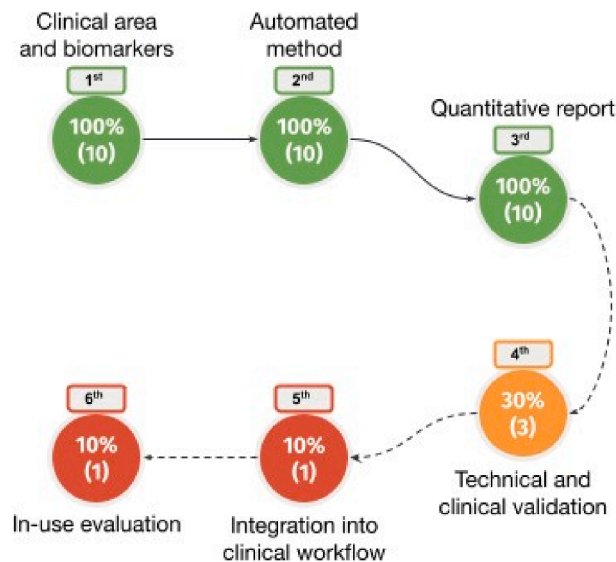 Clinical area
and biomarkers
1st
100%
(10)
Automated
method
2nd
100%
(10)
Quantitative report
3rd
100%
(10)
4th
30%
(3)
Technical and
clinical validation
5th
10%
(1)
Integration into
clinical workflow
6th
10%
(1)
In-use evaluation